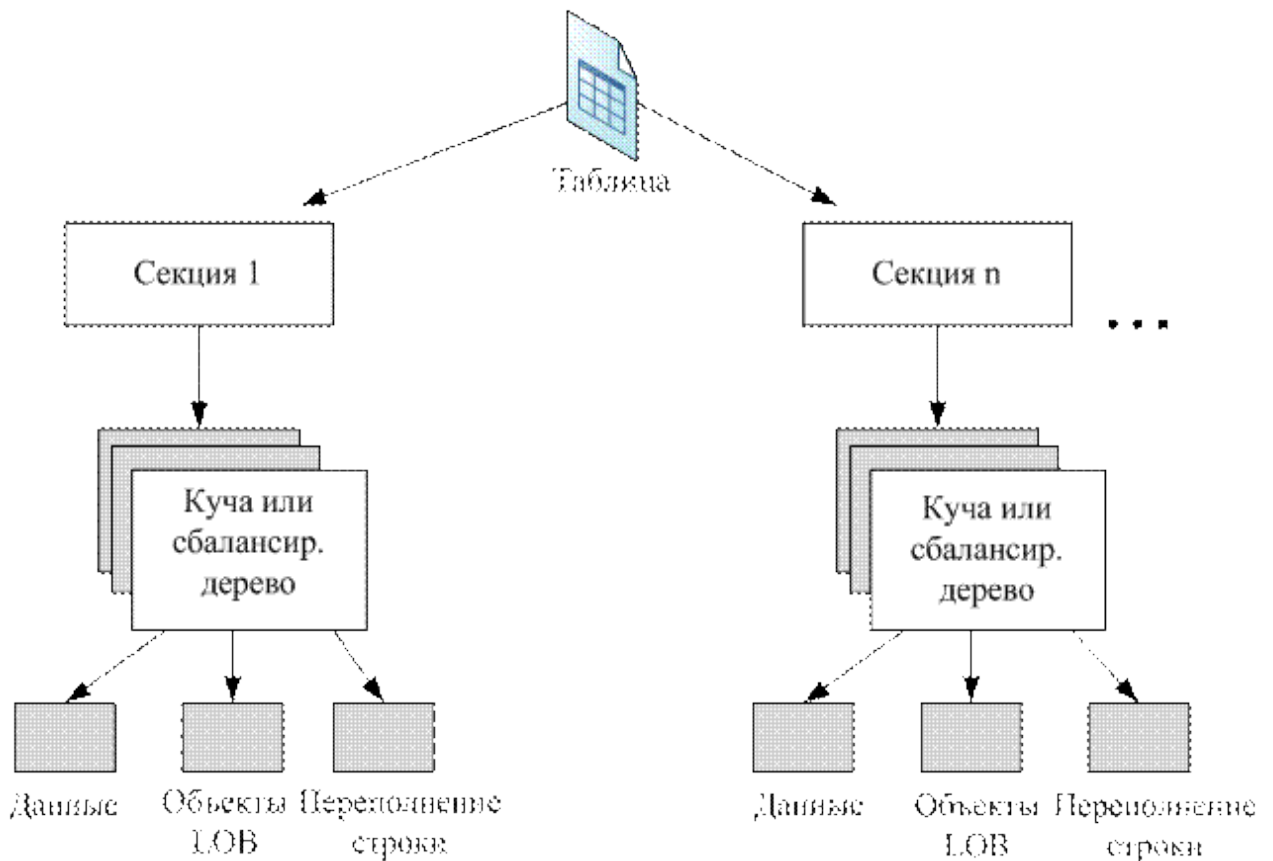 Таблица
Секция 1
Секция n
...
Куча или
сбалансир.
дерево
Куча или
сбалансир.
дерево
Данные
Объекты
LOB
Переполнение
строки
Данные
Объекты
LOB
Переполнение
строки